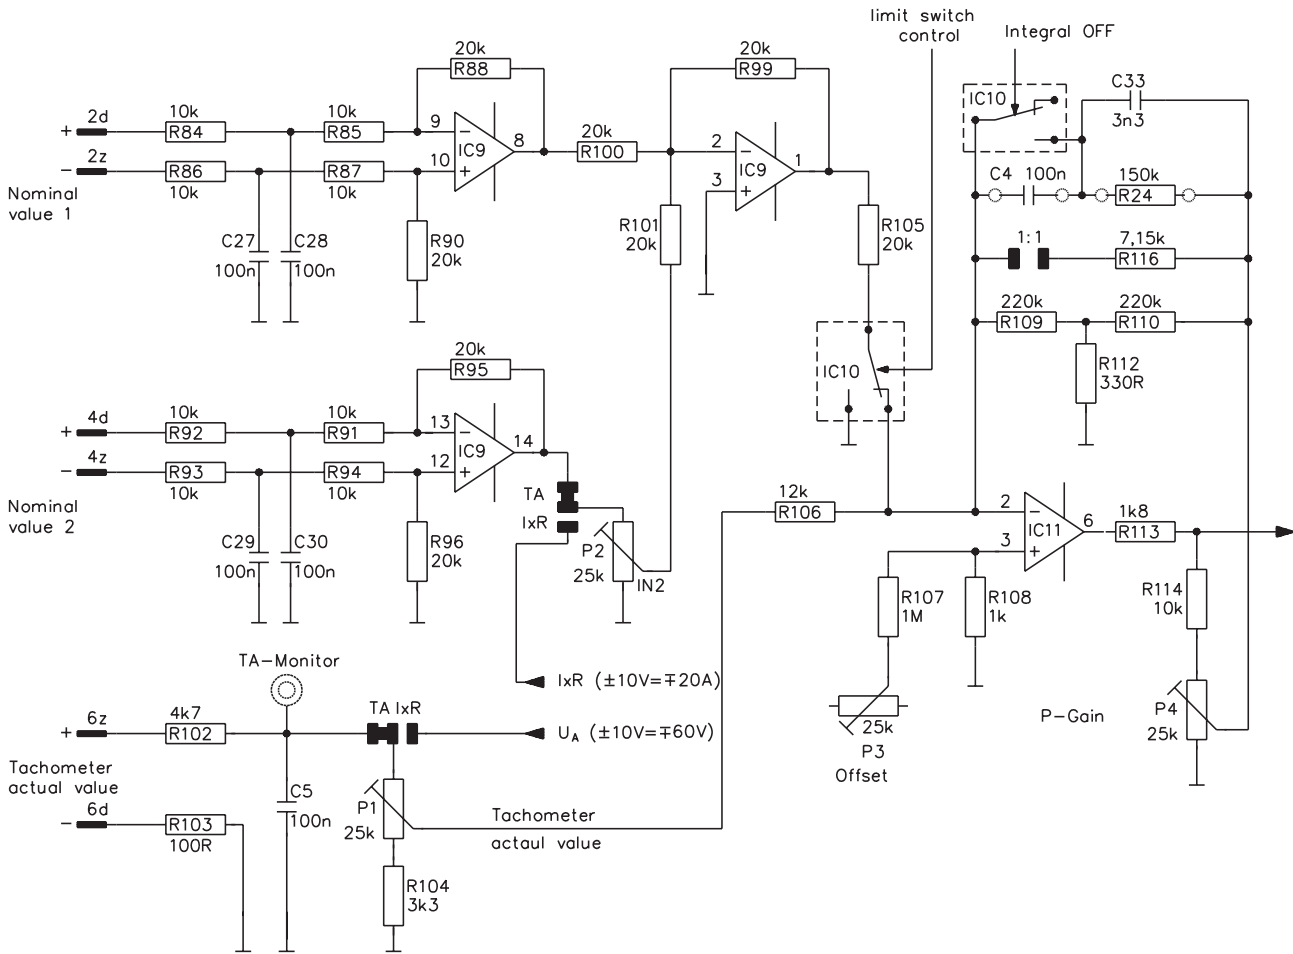 limit switch
control
Integral OFF
20k
R88
20k
R99
IC10
C33
3n3
+ 2d
10k
R84
10k
R85
9
−
IC9
8
20k
R100
2
−
IC9
1
− 2z
R86
10k
R87
10k
10
+
3
+
C4
100n
150k
R24
Nominal
value 1
C27
100n
C28
100n
R90
20k
R101
20k
R105
20k
1:1
7,15k
R116
220k
R109
220k
R110
20k
R95
IC10
R112
330R
+ 4d
10k
R92
10k
R91
13
−
IC9
14
− 4z
R93
10k
R94
10k
12
+
TA
IxR
12k
R106
2
−
IC11
6
1k8
R113
3
+
Nominal
value 2
C29
100n
C30
100n
R96
20k
P2
25k
IN2
R107
1M
R108
1k
R114
10k
TA−Monitor
IxR (±10V=∓20A)
TA IxR
UA (±10V=∓60V)
+ 6z
4k7
R102
25k
P3
Offset
P−Gain
P4
25k
Tachometer
actual value
− 6d
R103
100R
C5
100n
P1
25k
Tachometer
actaul value
R104
3k3